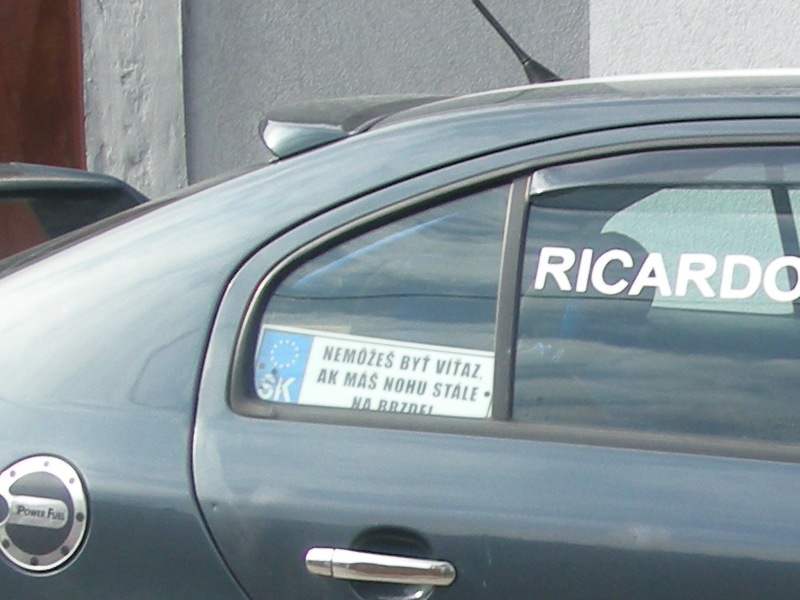 RICARDO
NEMÔŽEŠ BYŤ VÍŤAZ,
AK MÁŠ NOHU STÁLE
NA BRZDE!
SK
POWER FUEL